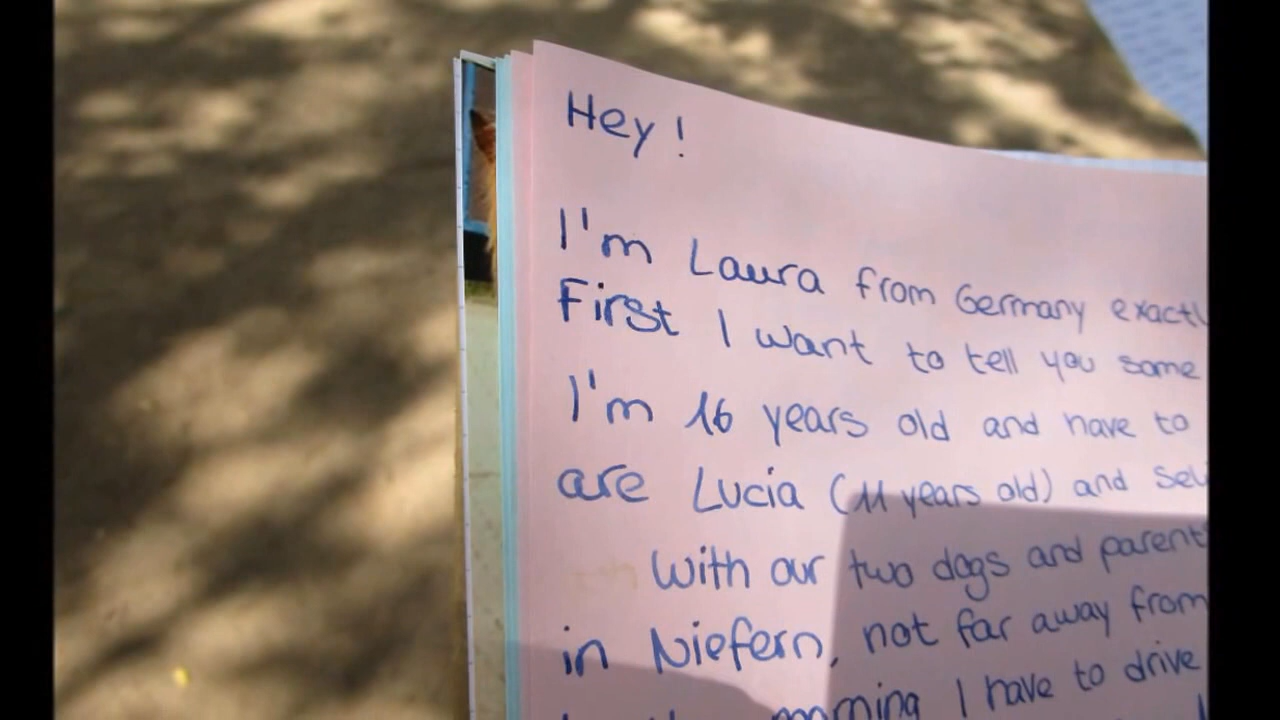 Hey!
I'm Laura from Germany
First I want to tell you some
I'm 16 years old and have to
are Lucia (11 years old) and
With our two dogs and
in Niefern, not far away from
morning I have to drive